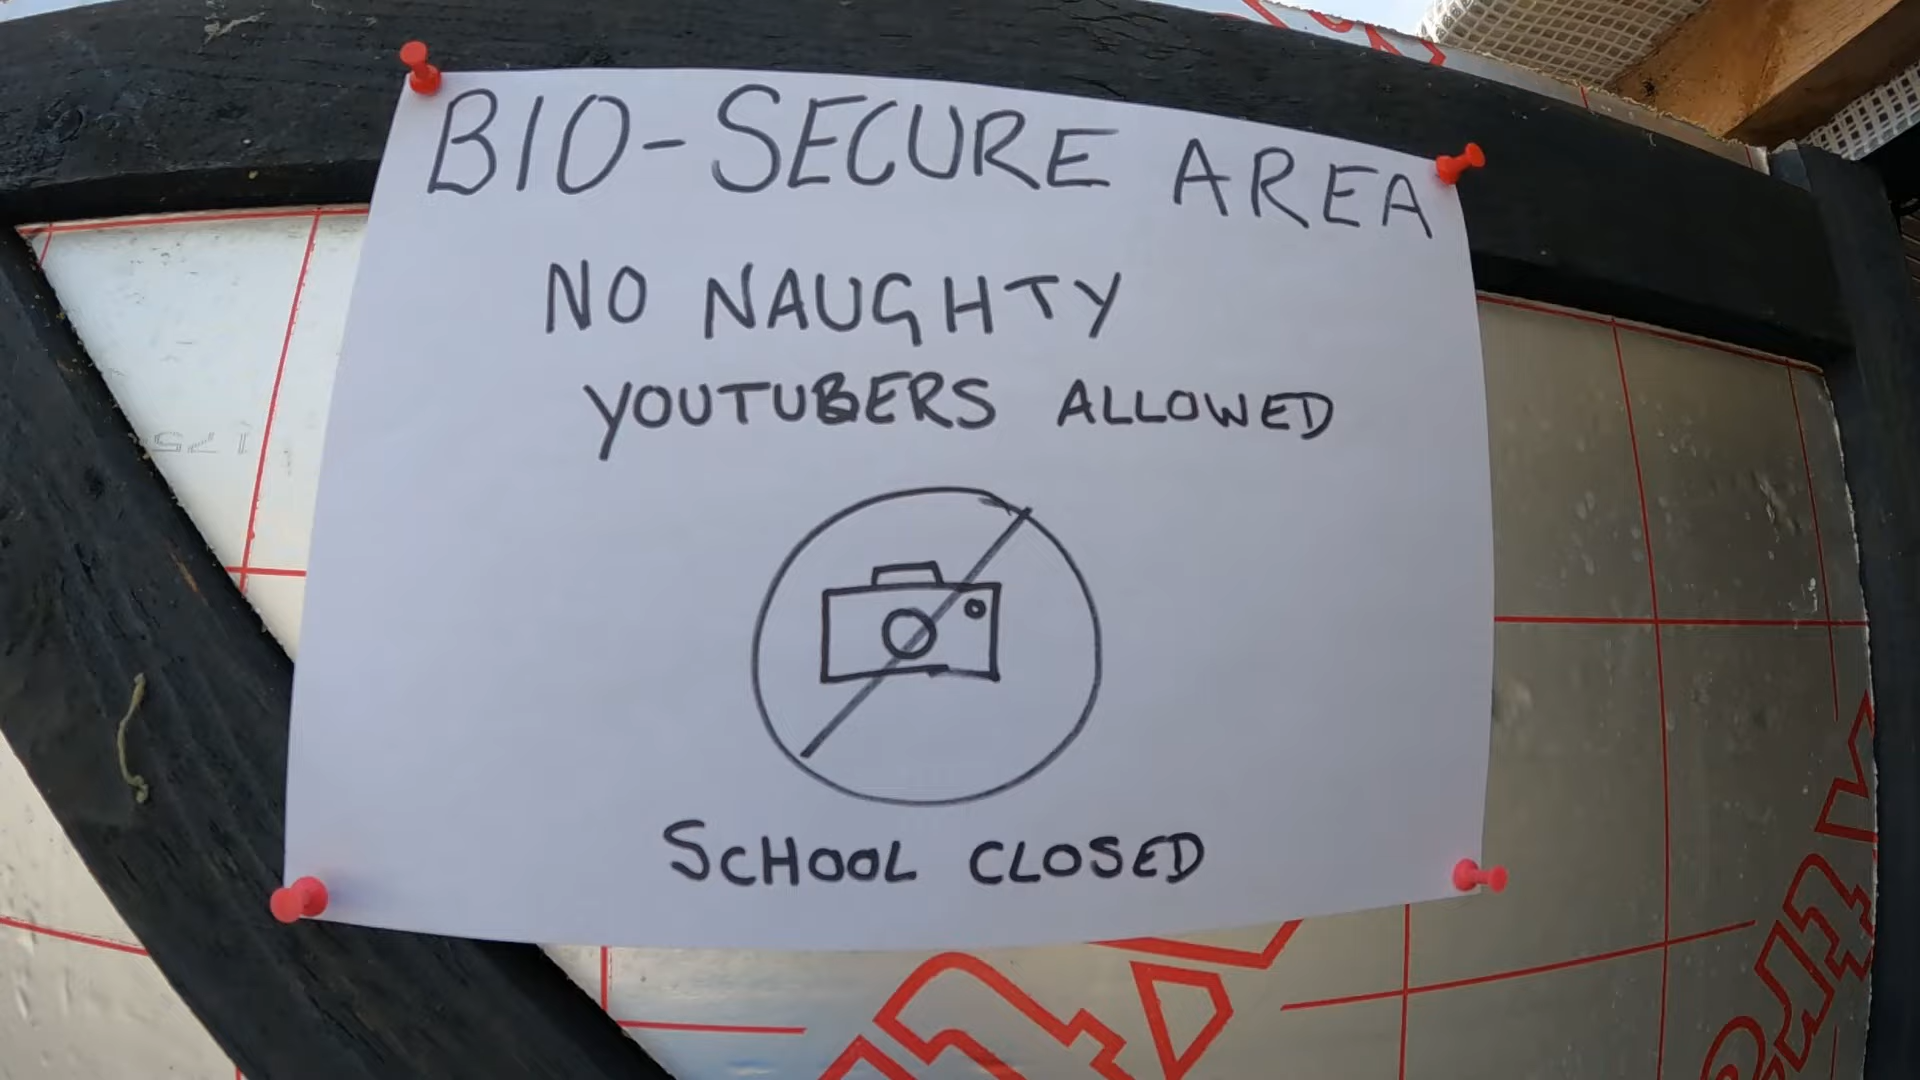 BIO-SECURE AREA
NO NAUGHTY
YOUTUBERS ALLOWED
SCHOOL CLOSED